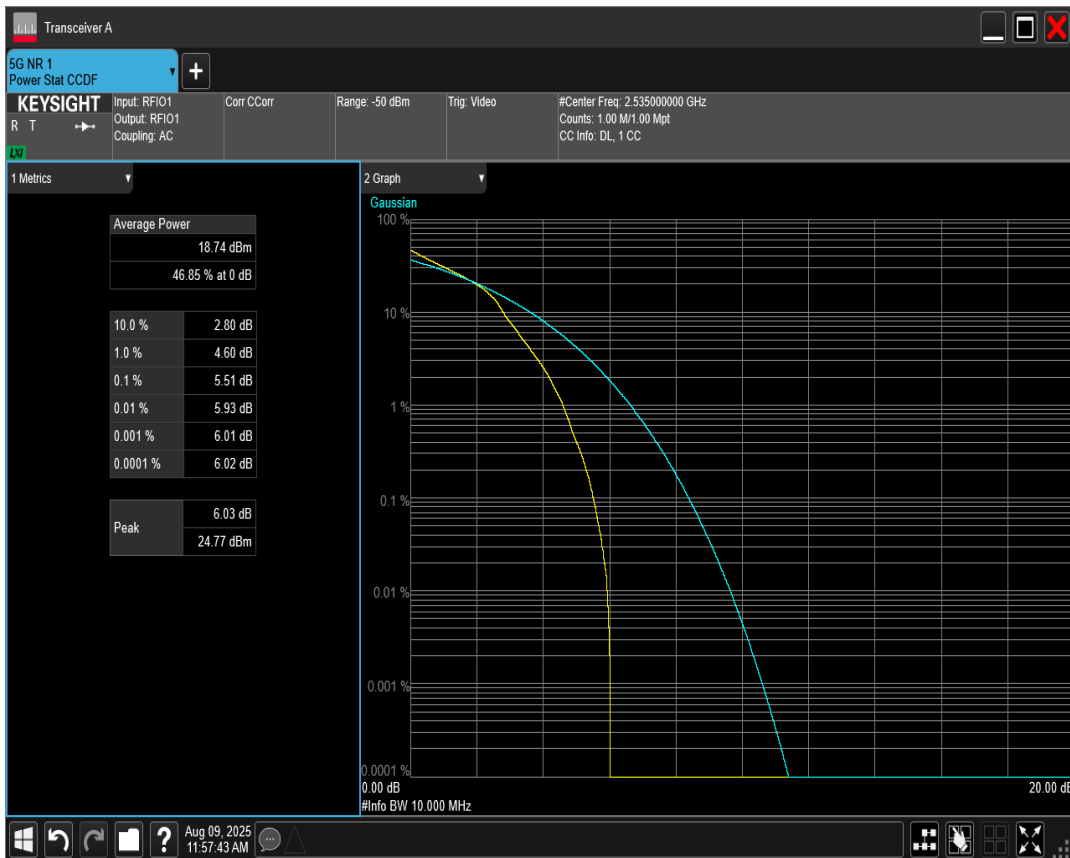 Transceiver A
5G NR 1
Power Stat CCDF
KEYSIGHT
R T
LXI
Input: RFIO1
Output: RFIO1
Coupling: AC
Corr CCorr
Range: -50 dBm
Trig: Video
#Center Freq: 2.535000000 GHz
Counts: 1.00 M/1.00 Mpt
CC Info: DL, 1 CC
1 Metrics
Average Power
18.74 dBm
46.85 % at 0 dB
10.0 % 2.80 dB
1.0 % 4.60 dB
0.1 % 5.51 dB
0.01 % 5.93 dB
0.001 % 6.01 dB
0.0001 % 6.02 dB
Peak
6.03 dB
24.77 dBm
2 Graph
Gaussian
100 %
10 %
1 %
0.1 %
0.01 %
0.001 %
0.0001 %
0.00 dB 20.00 dB
#Info BW 10.000 MHz
?
Aug 09, 2025
11:57:43 AM